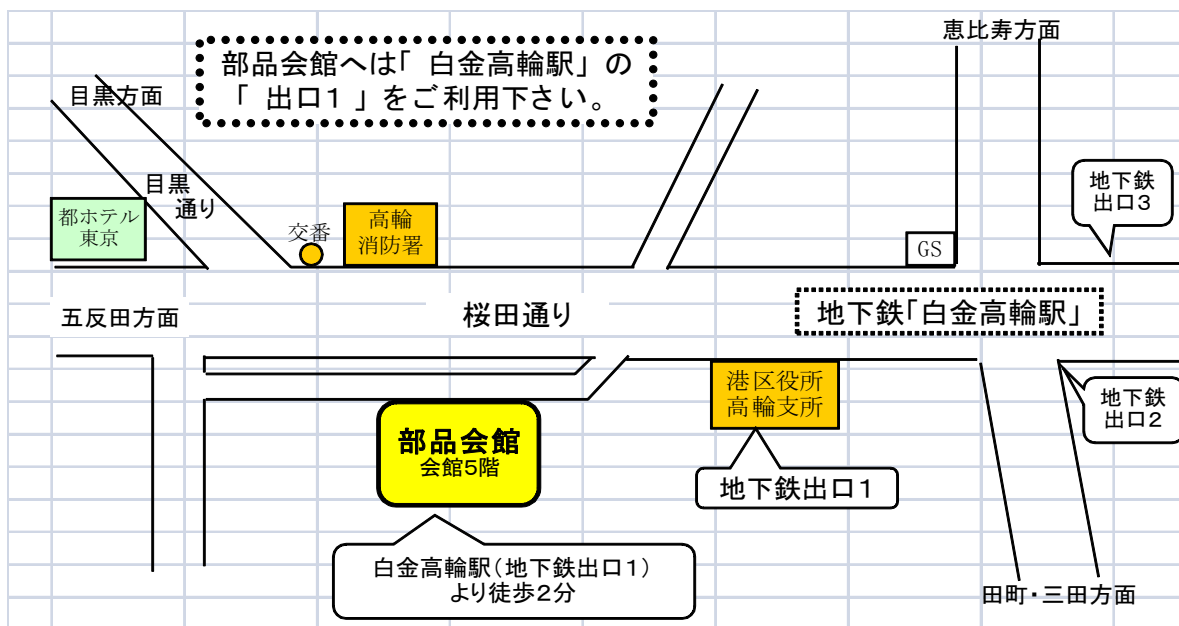 恵比寿方面
部品会館へは「 白金高輪駅」 の
「 出口1 」 をご利用下さい。
目黒方面
目黒
通り
地下鉄
出口3
都ホテル
東京
交番
高輪
消防署
GS
五反田方面
桜田通り
地下鉄「白金高輪駅」
港区役所
高輪支所
地下鉄
出口2
部品会館
会館5階
地下鉄出口1
白金高輪駅(地下鉄出口1)
より徒歩2分
田町・三田方面